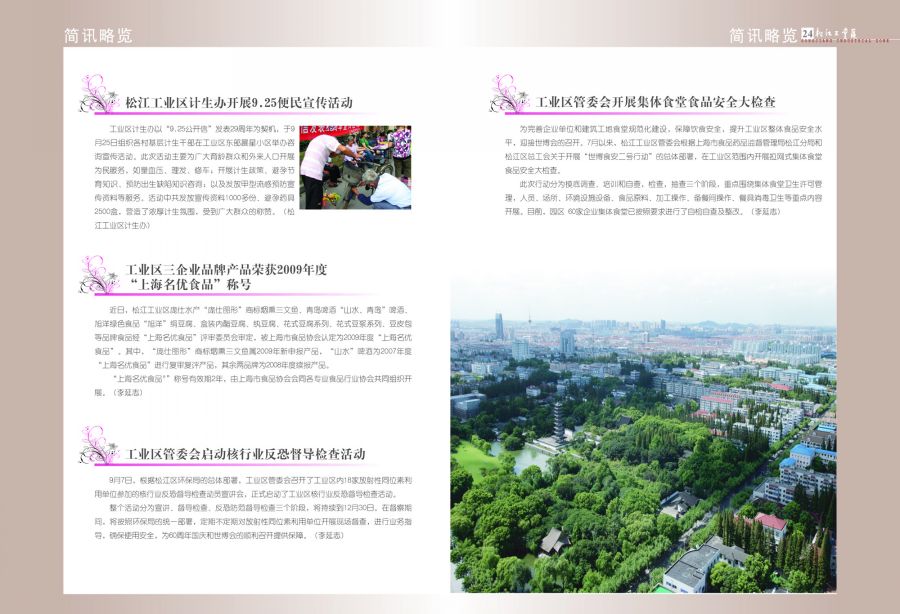 简讯略览
松江工业区计生办开展9.25便民宣传活动
工业区计生办以“9.25公开信”发表29周年为契机，于9
月25日组织各村基层计生干部在工业区东部晨星小区举办咨
询宣传活动。此次活动主要为广大育龄群众和外来人口开展
为民服务，如量血压、理发、修车；开展计生政策、避孕节
育知识、预防出生缺陷知识咨询；以及发放甲型流感预防宣
传资料等服务。活动中共发放宣传资料1000多份、避孕药具
2500盒。营造了浓厚计生氛围，受到广大群众的称赞。（松
江工业区计生办）
工业区三企业品牌产品荣获2009年度
“上海名优食品”称号
近日，松江工业区庞仕水产“庞仕图形”商标烟熏三文鱼、青岛啤酒“山水、青岛”啤酒、
旭洋绿色食品“旭洋”绢豆腐、盒装内酯豆腐、纨豆腐、花式豆腐系列、花式豆浆系列、豆皮包
等品牌食品经“上海名优食品”评审委员会审定，被上海市食品协会认定为2009年度“上海名优
食品”。其中，“庞仕图形”商标烟熏三文鱼属2009年新申报产品，“山水”啤酒为2007年度
“上海名优食品”进行复审复评产品，其余两品牌为2008年度续报产品。
“上海名优食品”称号有效期2年，由上海市食品协会会同各专业食品行业协会共同组织开
展。（李延志）
工业区管委会启动核行业反恐督导检查活动
9月7日，根据松江区环保局的总体部署，工业区管委会召开了工业区内18家放射性同位素利
用单位参加的核行业反恐督导检查动员宣讲会，正式启动了工业区核行业反恐督导检查活动。
整个活动分为宣讲、督导检查、反恐防范督导检查三个阶段，将持续到12月30日。在督察期
间，将按照环保局的统一部署，定期不定期对放射性同位素利用单位开展现场督查，进行业务指
导，确保使用安全，为60周年国庆和世博会的顺利召开提供保障。（李延志）
简讯略览 24 松江工业区
SONGJIANG INDUSTRIAL ZONE
工业区管委会开展集体食堂食品安全大检查
为完善企业单位和建筑工地食堂规范化建设，保障饮食安全，提升工业区整体食品安全水
平，迎接世博会的召开，7月以来，松江工业区管委会根据上海市食品药品监督管理局松江分局和
松江区总工会关于开展“世博食安二号行动”的总体部署，在工业区范围内开展拉网式集体食堂
食品安全大检查。
此次行动分为摸底调查、培训和自查，检查，抽查三个阶段，重点围绕集体食堂卫生许可管
理，人员、场所、环境设施设备、食品原料、加工操作、备餐间操作、餐具消毒卫生等重点内容
开展。目前，园区 60家企业集体食堂已按照要求进行了自检自查及整改。（李延志）